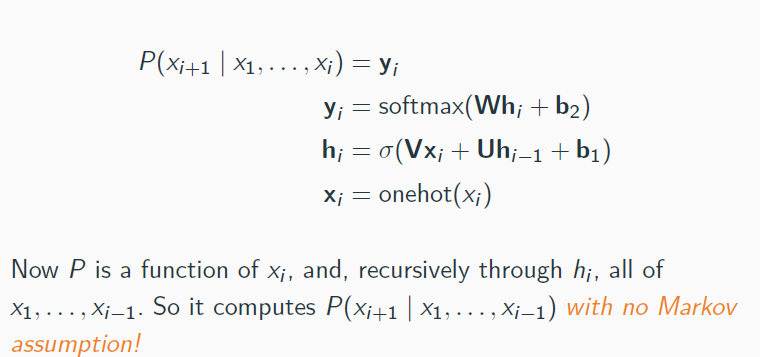 P(x_{i+1} | x_1, . . . , x_i) = y_i
y_i = softmax(Wh_i + b_2)
h_i = σ(Vx_i + Uh_{i−1} + b_1)
x_i = onehot(x_i)
Now P is a function of x_i, and, recursively through h_i, all of
x_1, . . . , x_{i−1}. So it computes P(x_{i+1} | x_1, . . . , x_{i−1}) with no Markov
assumption!